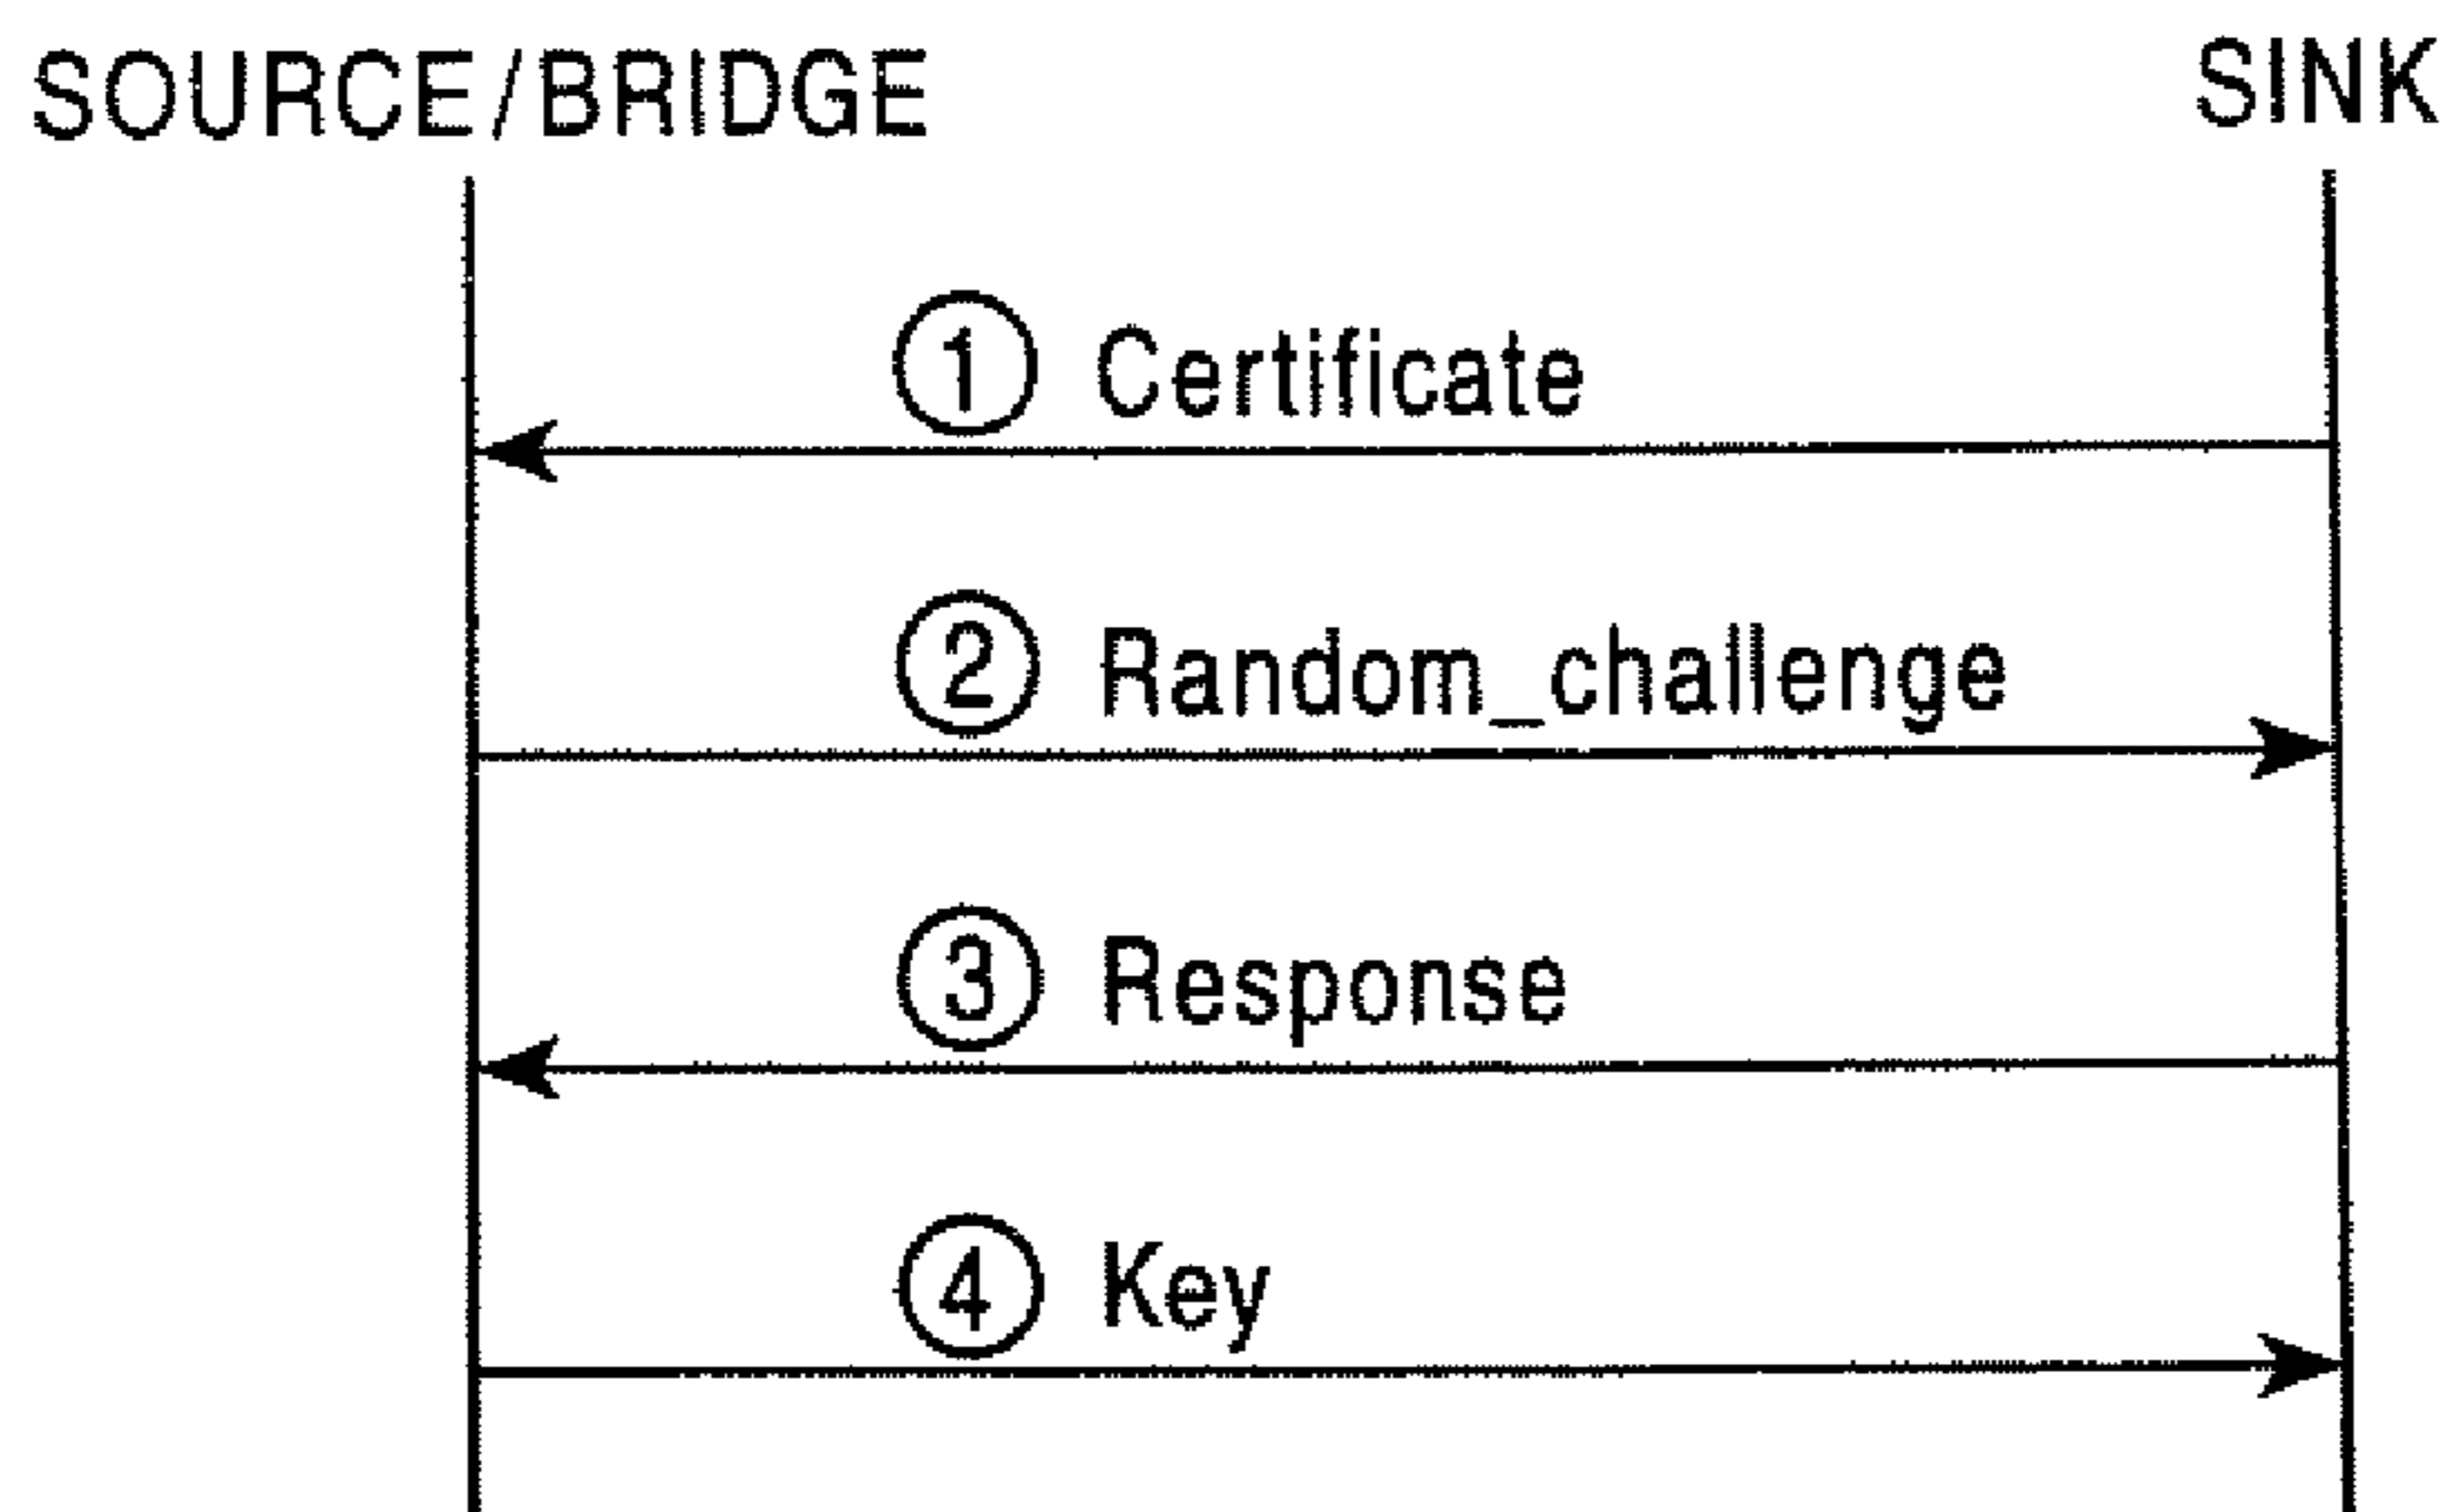 SOURCE/BRIDGE SINK
① Certificate
② Random_challenge
③ Response
④ Key